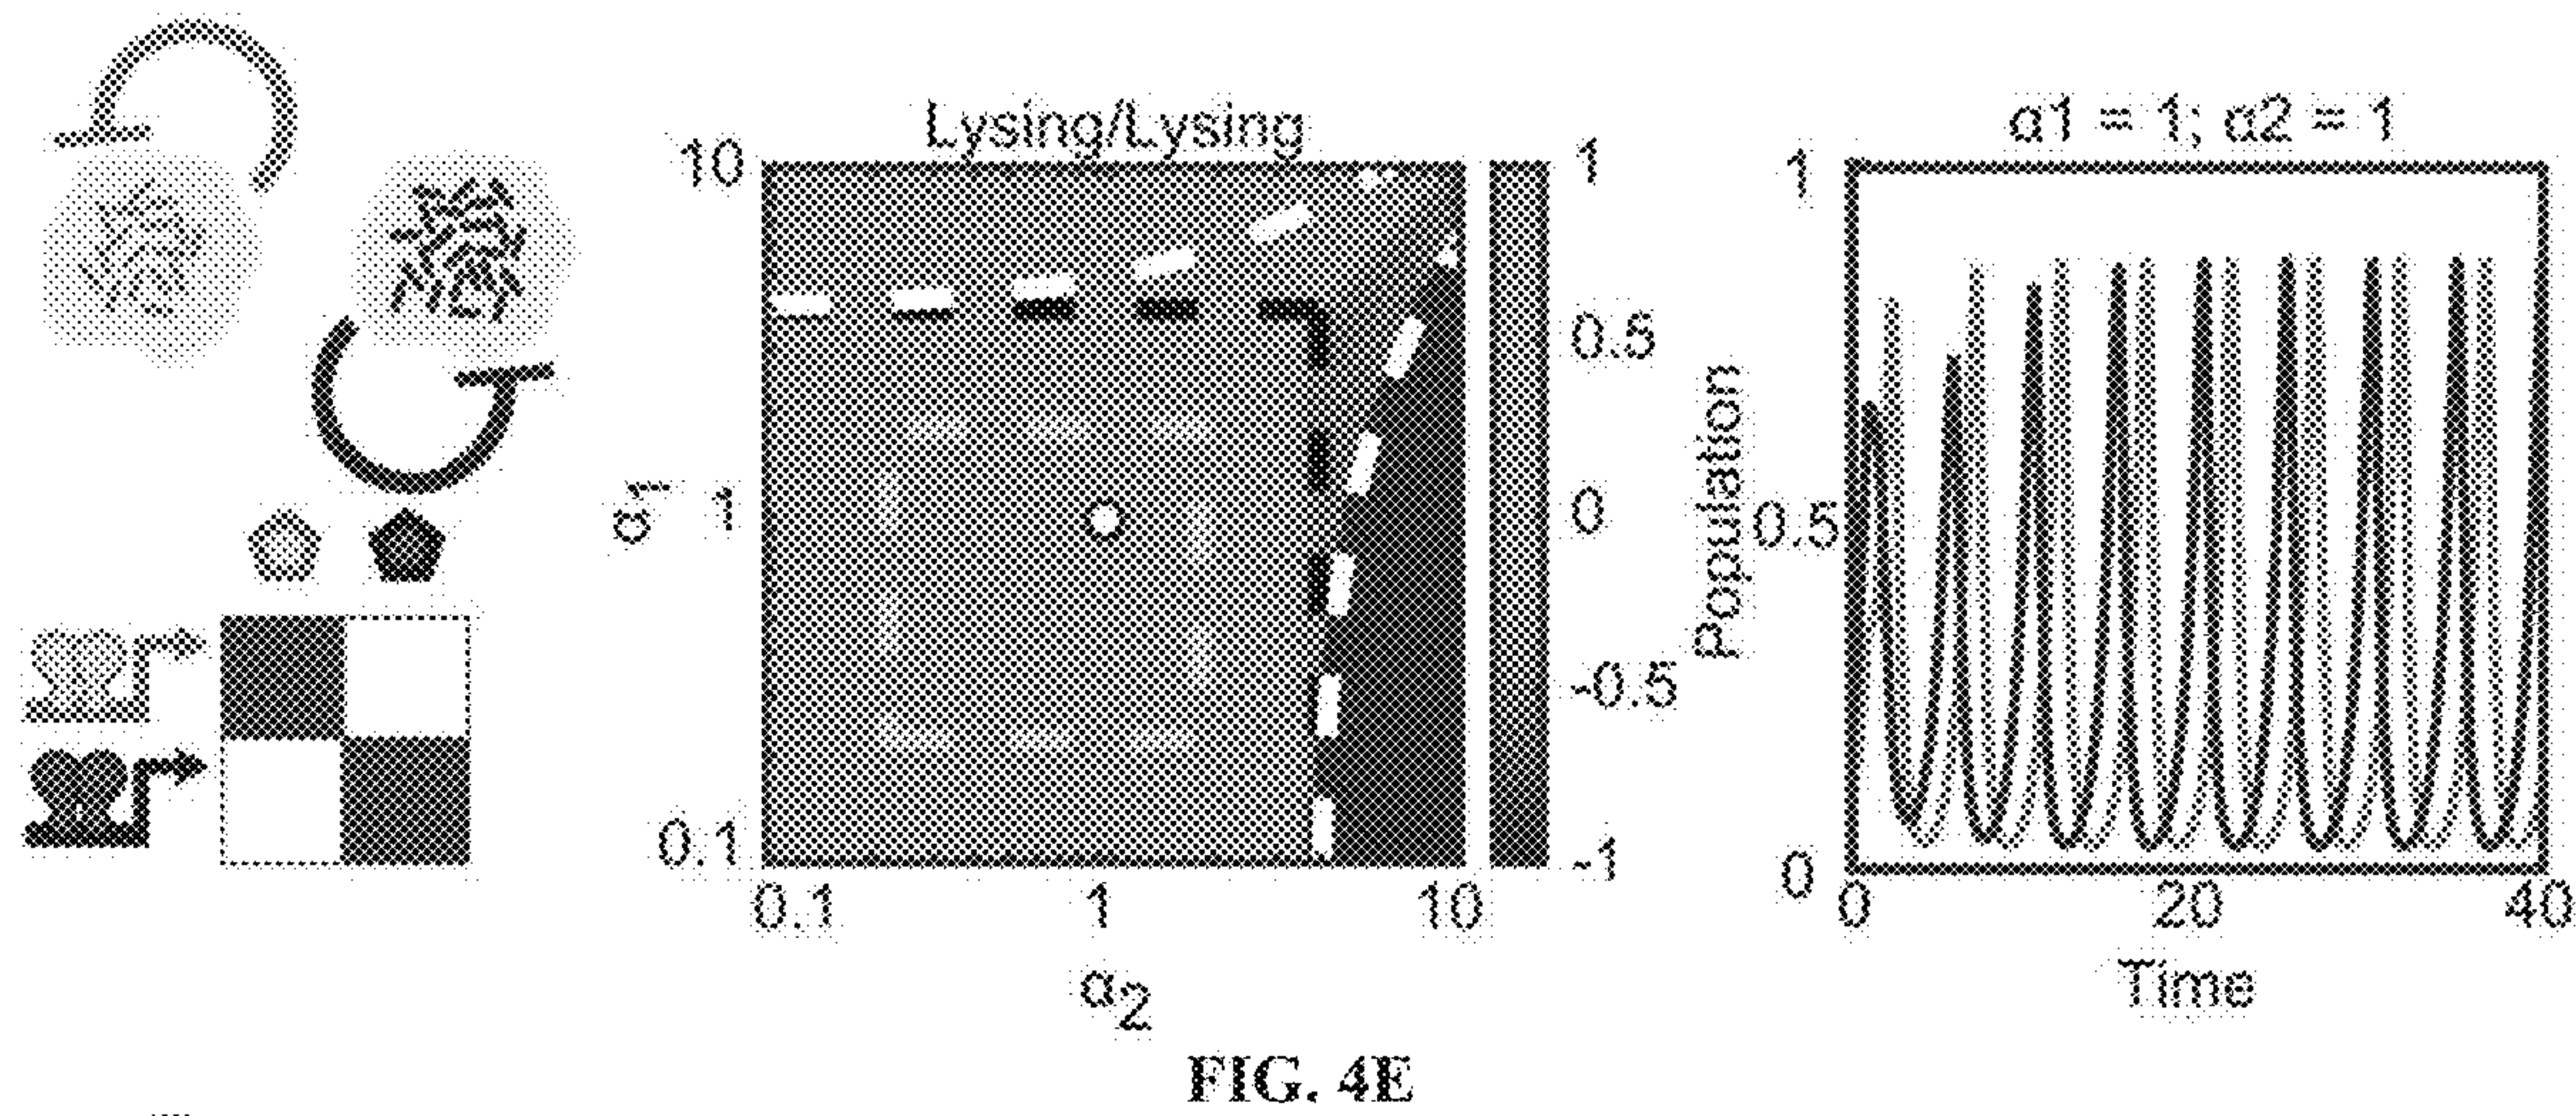 Lysing/Lysing
10
1
0.1
α1
0.1
1
10
α2
1
0.5
0
-0.5
-1
α1 = 1; α2 = 1
1
0.5
0
Population
0
20
40
Time
FIG. 4E